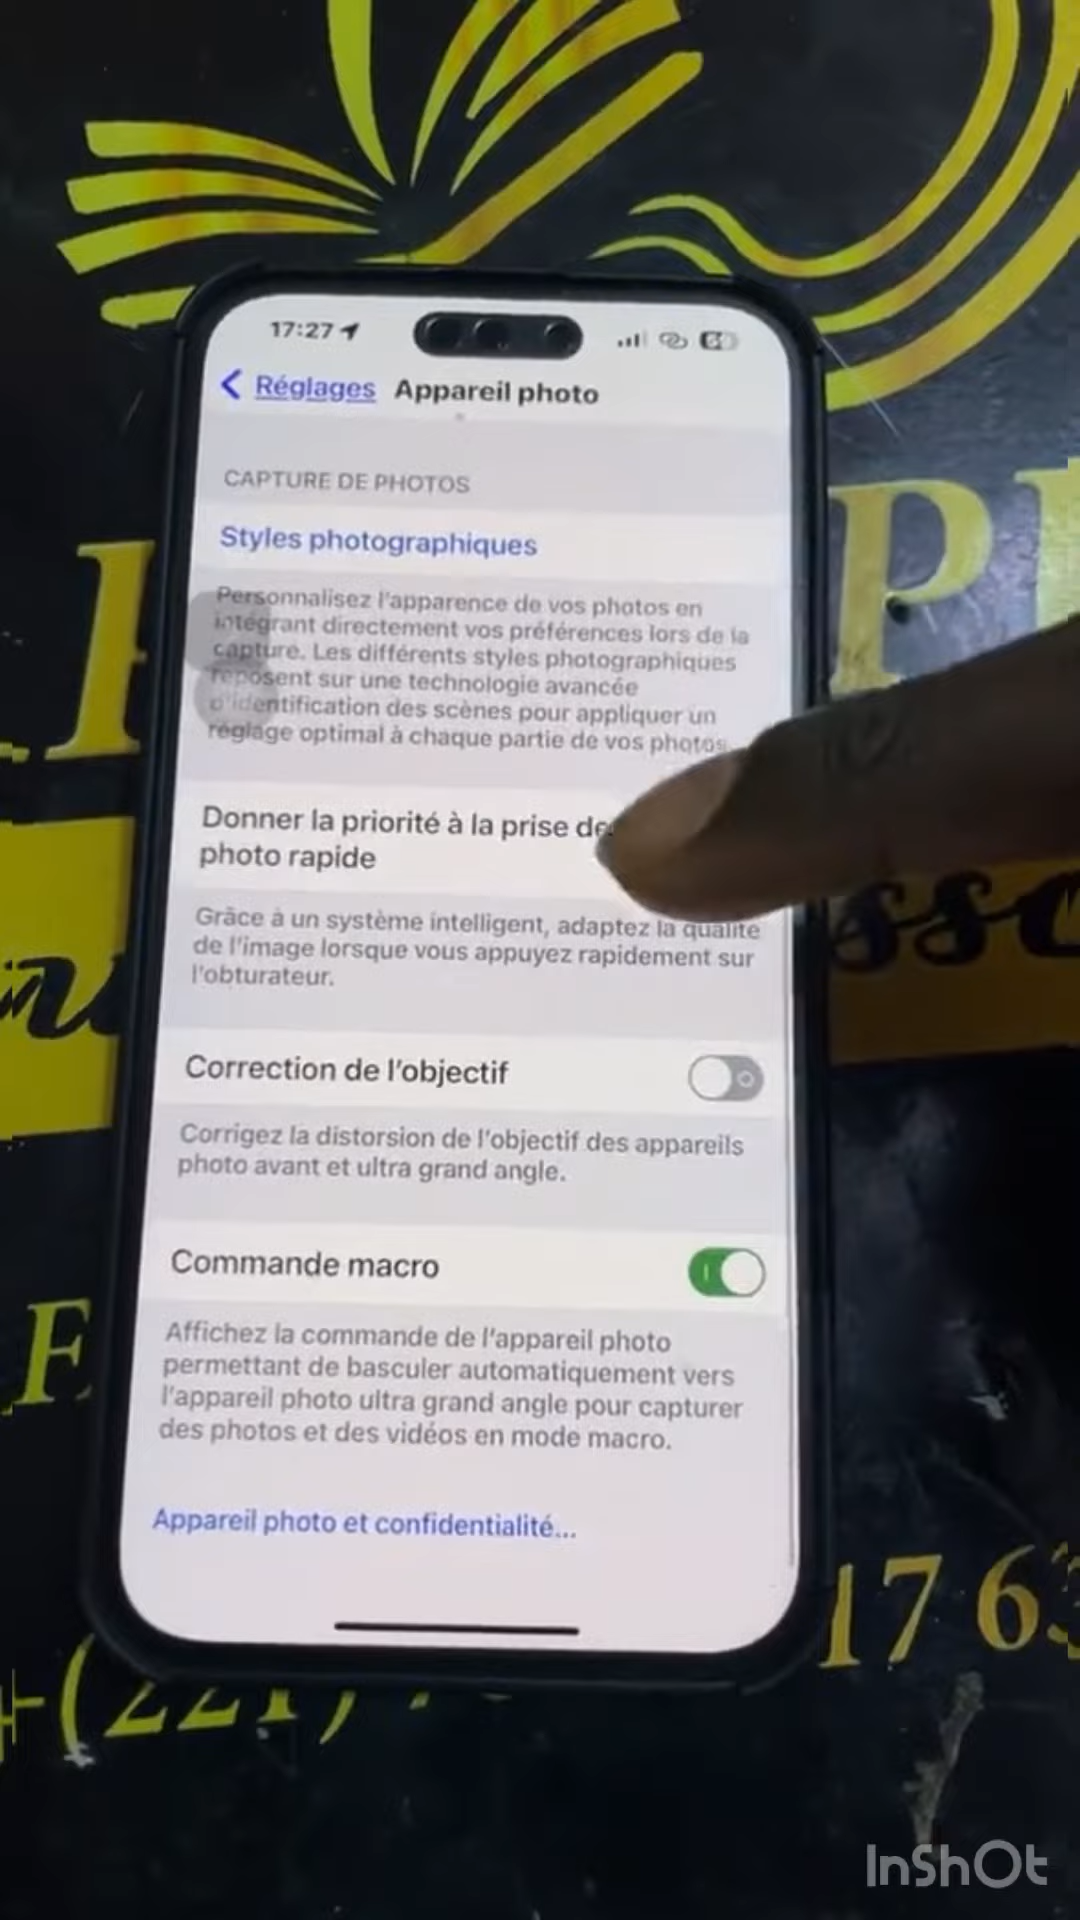 17:27
Réglages Appareil photo
CAPTURE DE PHOTOS
Styles photographiques
Personnalisez l'apparence de vos photos en
intégrant directement vos préférences lors de la
capture. Les différents styles photographiques
reposent sur une technologie avancée
d'identification des scènes pour appliquer un
réglage optimal à chaque partie de vos photos.
Donner la priorité à la prise de
photo rapide
Grâce à un système intelligent, adaptez la qualité
de l'image lorsque vous appuyez rapidement sur
l'obturateur.
Correction de l'objectif
Corrigez la distorsion de l'objectif des appareils
photo avant et ultra grand angle.
Commande macro
Affichez la commande de l'appareil photo
permettant de basculer automatiquement vers
l'appareil photo ultra grand angle pour capturer
des photos et des vidéos en mode macro.
Appareil photo et confidentialité...
17 63
+(221)
InShOt